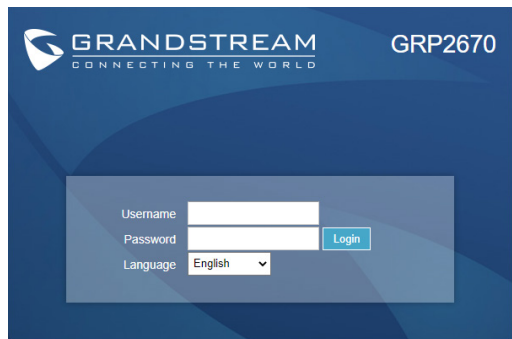 GRANDSTREAM
CONNECTING THE WORLD
GRP2670
Username
Password
Login
Language
English